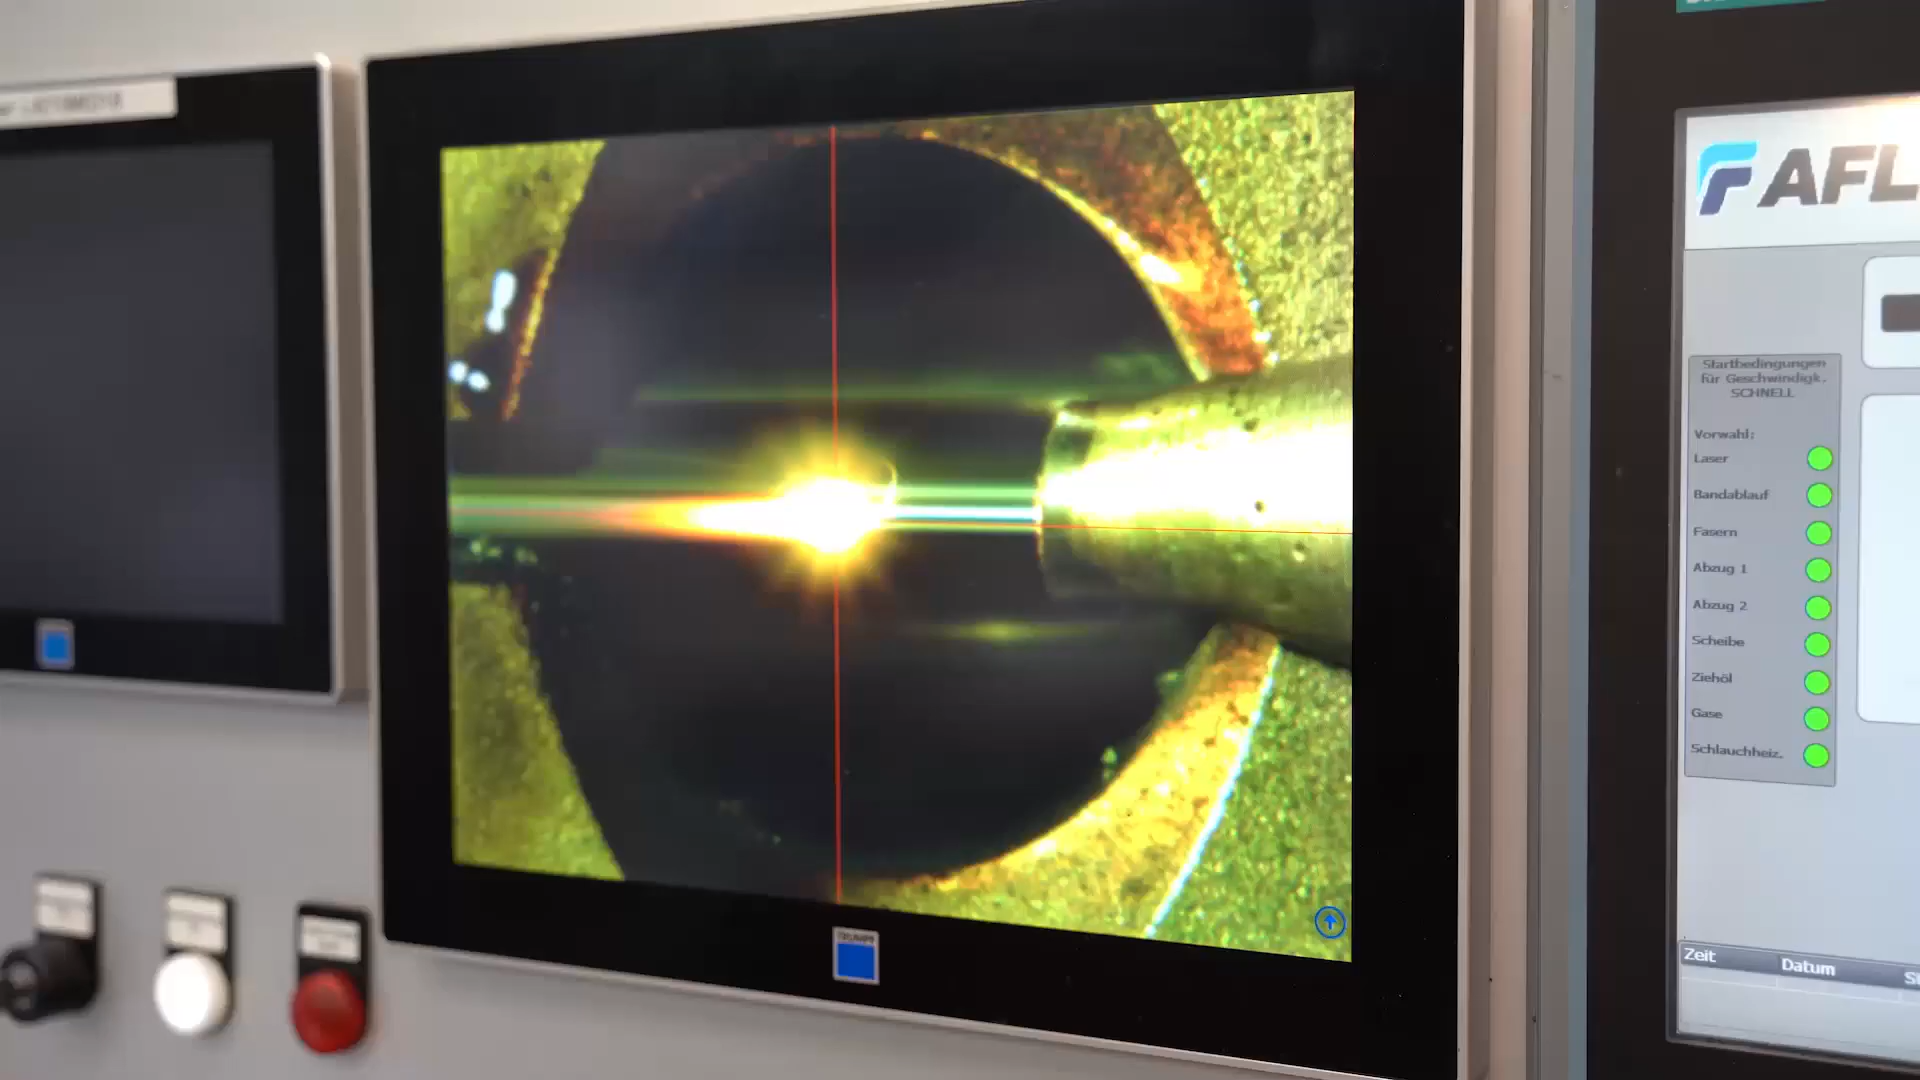 AFL
Startbedingungen
für Geschwindigk.
SCHNELL
Vorwahl:
Laser
Bandablauf
Fasern
Abzug 1
Abzug 2
Scheibe
Ziehöl
Gase
Schlauchheiz.
Zeit Datum
TRUMPF